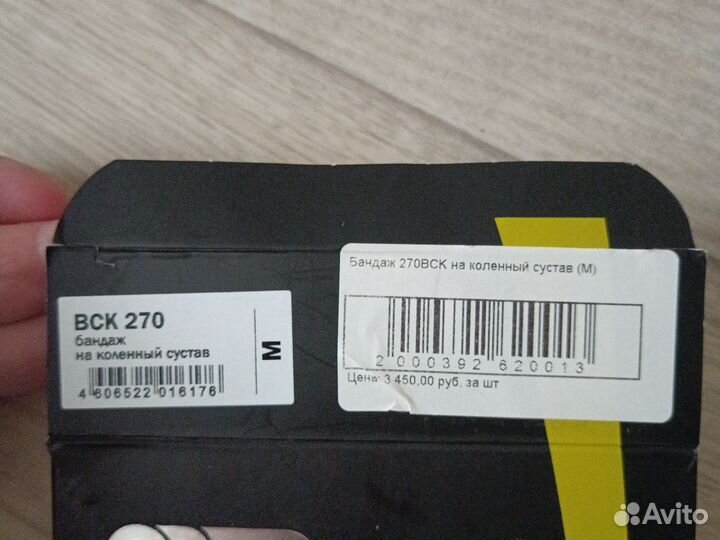 BCK 270
бандаж
на коленный сустав
M
4 606522 016176
Бандаж 270BCK на коленный сустав (M)
2 000392 620013
Цена: 3 450,00 руб. за шт
Avito